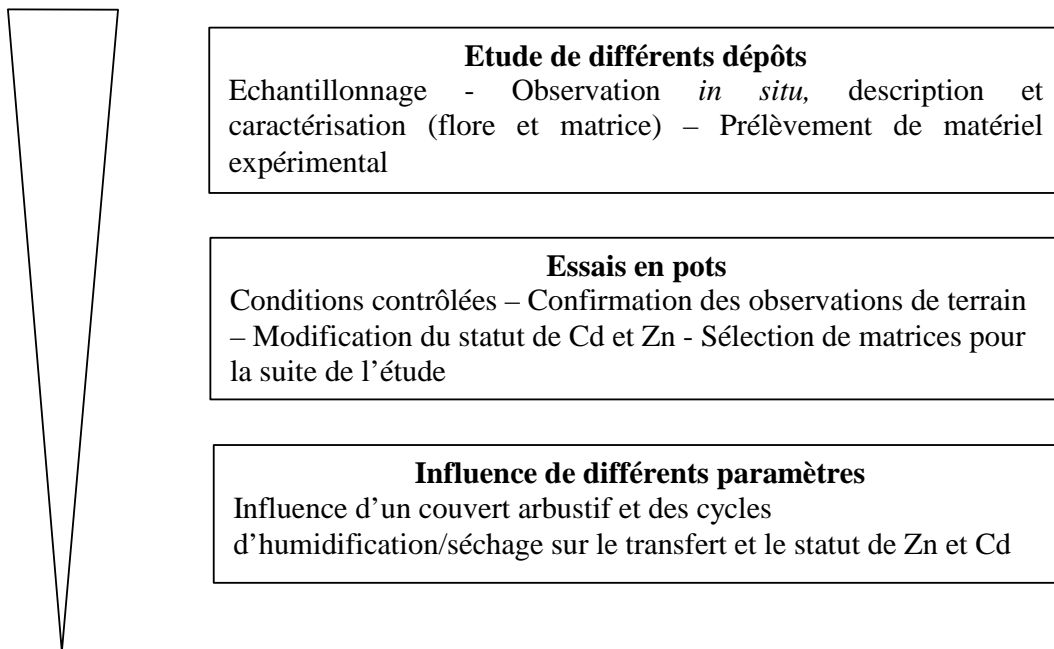 Etude de différents dépôts
Echantillonnage - Observation in situ, description et
caractérisation (flore et matrice) – Prélèvement de matériel
expérimental
Essais en pots
Conditions contrôlées – Confirmation des observations de terrain
– Modification du statut de Cd et Zn - Sélection de matrices pour
la suite de l’étude
Influence de différents paramètres
Influence d’un couvert arbustif et des cycles
d’humidification/séchage sur le transfert et le statut de Zn et Cd